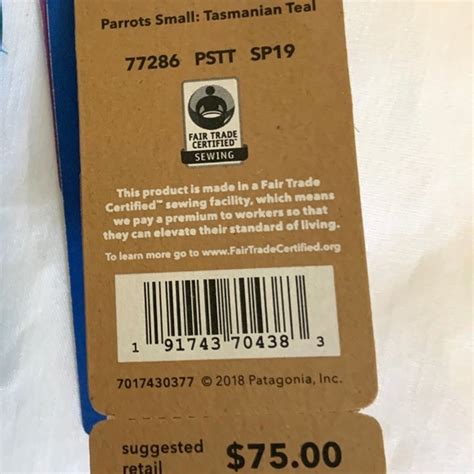 Parrots Small: Tasmanian Teal
77286 PSTT SP19
FAIR TRADE
CERTIFIED™
SEWING
This product is made in a Fair Trade
Certified™ sewing facility, which means
we pay a premium to workers so that
they can elevate their standard of living.
To learn more go to www.FairTradeCertified.org
1 91743 70438 3
7017430377 © 2018 Patagonia, Inc.
suggested
retail
$75.00